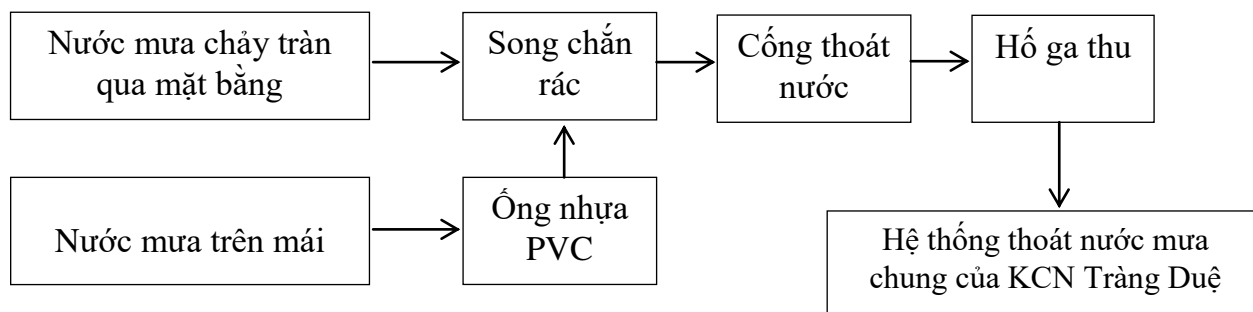 Nước mưa chảy tràn
qua mặt bằng
Song chắn
rác
Cống thoát
nước
Hố ga thu
Nước mưa trên mái
Ống nhựa
PVC
Hệ thống thoát nước mưa
chung của KCN Tràng Duệ